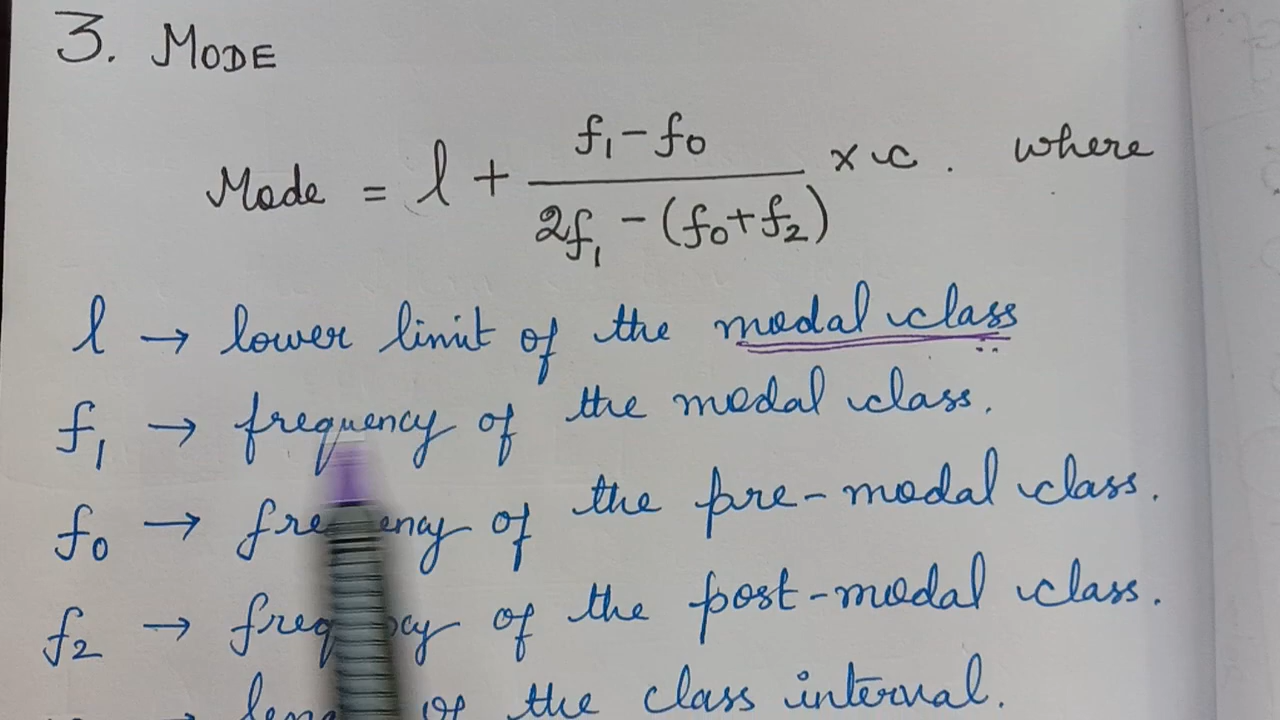 3. MODE
Mode = l + f₁-f₀ / 2f₁ - (f₀+f₂) × c. where
l → lower limit of the modal class
f₁ → frequency of the modal class.
f₀ → of the pre-modal class.
f₂ → of the post-modal class.
→ of the class interval.